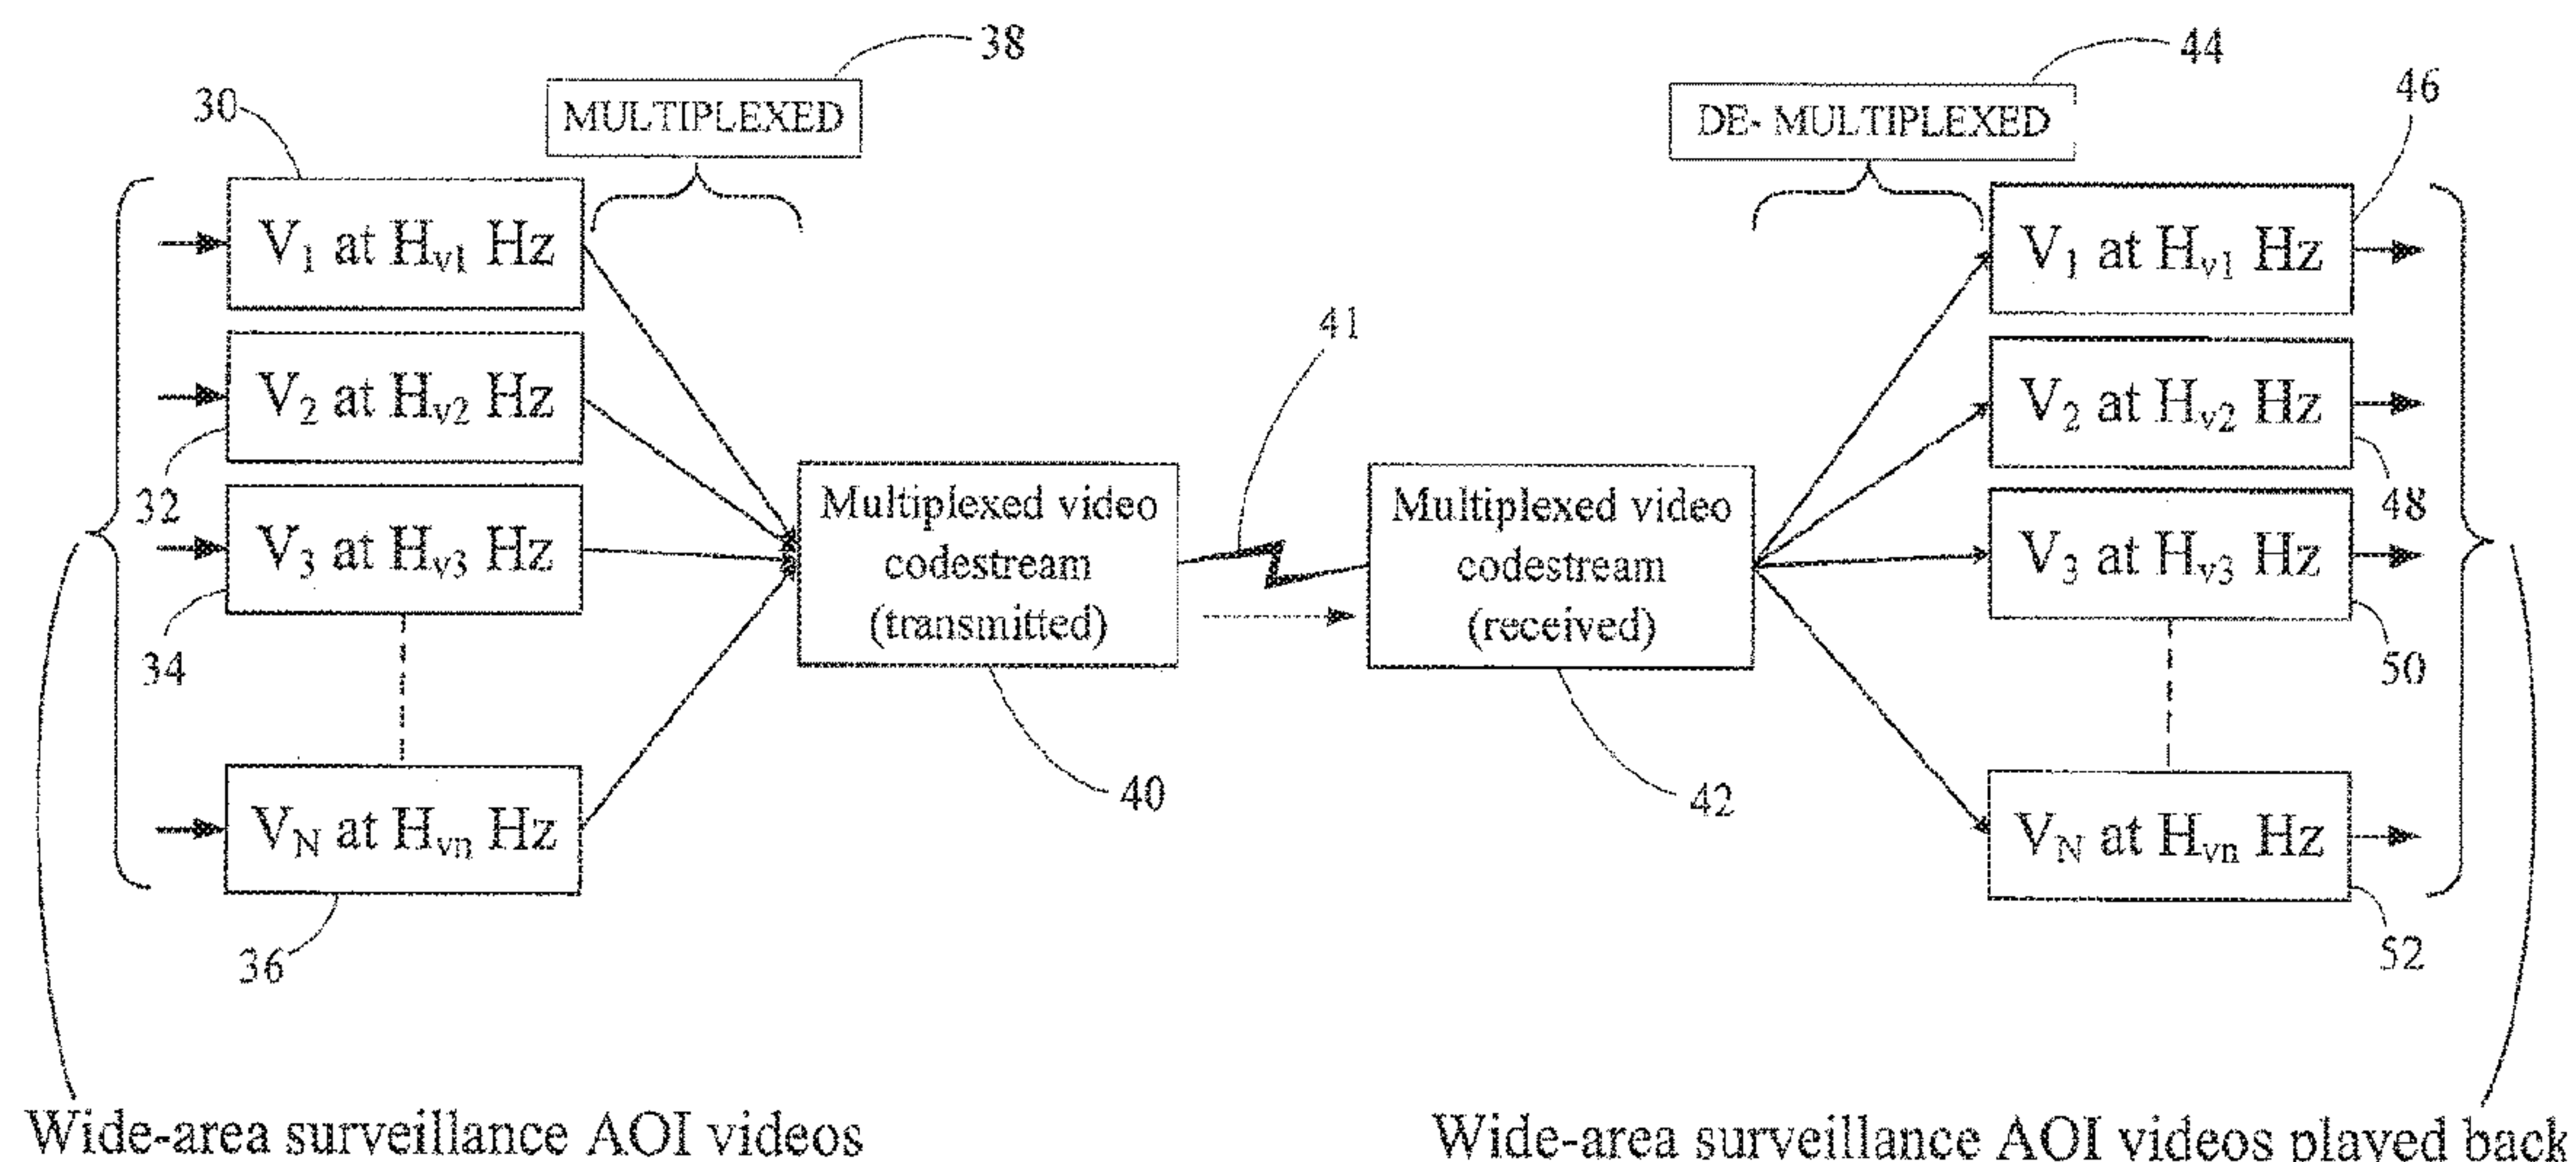 38
44
30
MULTIPLEXED
DE- MULTIPLEXED
46
V1 at Hv1 Hz
V1 at Hv1 Hz
41
V2 at Hv2 Hz
V2 at Hv2 Hz
32
48
Multiplexed video
codestream
(transmitted)
Multiplexed video
codestream
(received)
V3 at Hv3 Hz
V3 at Hv3 Hz
34
50
40
42
VN at Hvn Hz
VN at Hvn Hz
36
52
Wide-area surveillance AOI videos
Wide-area surveillance AOI videos played back